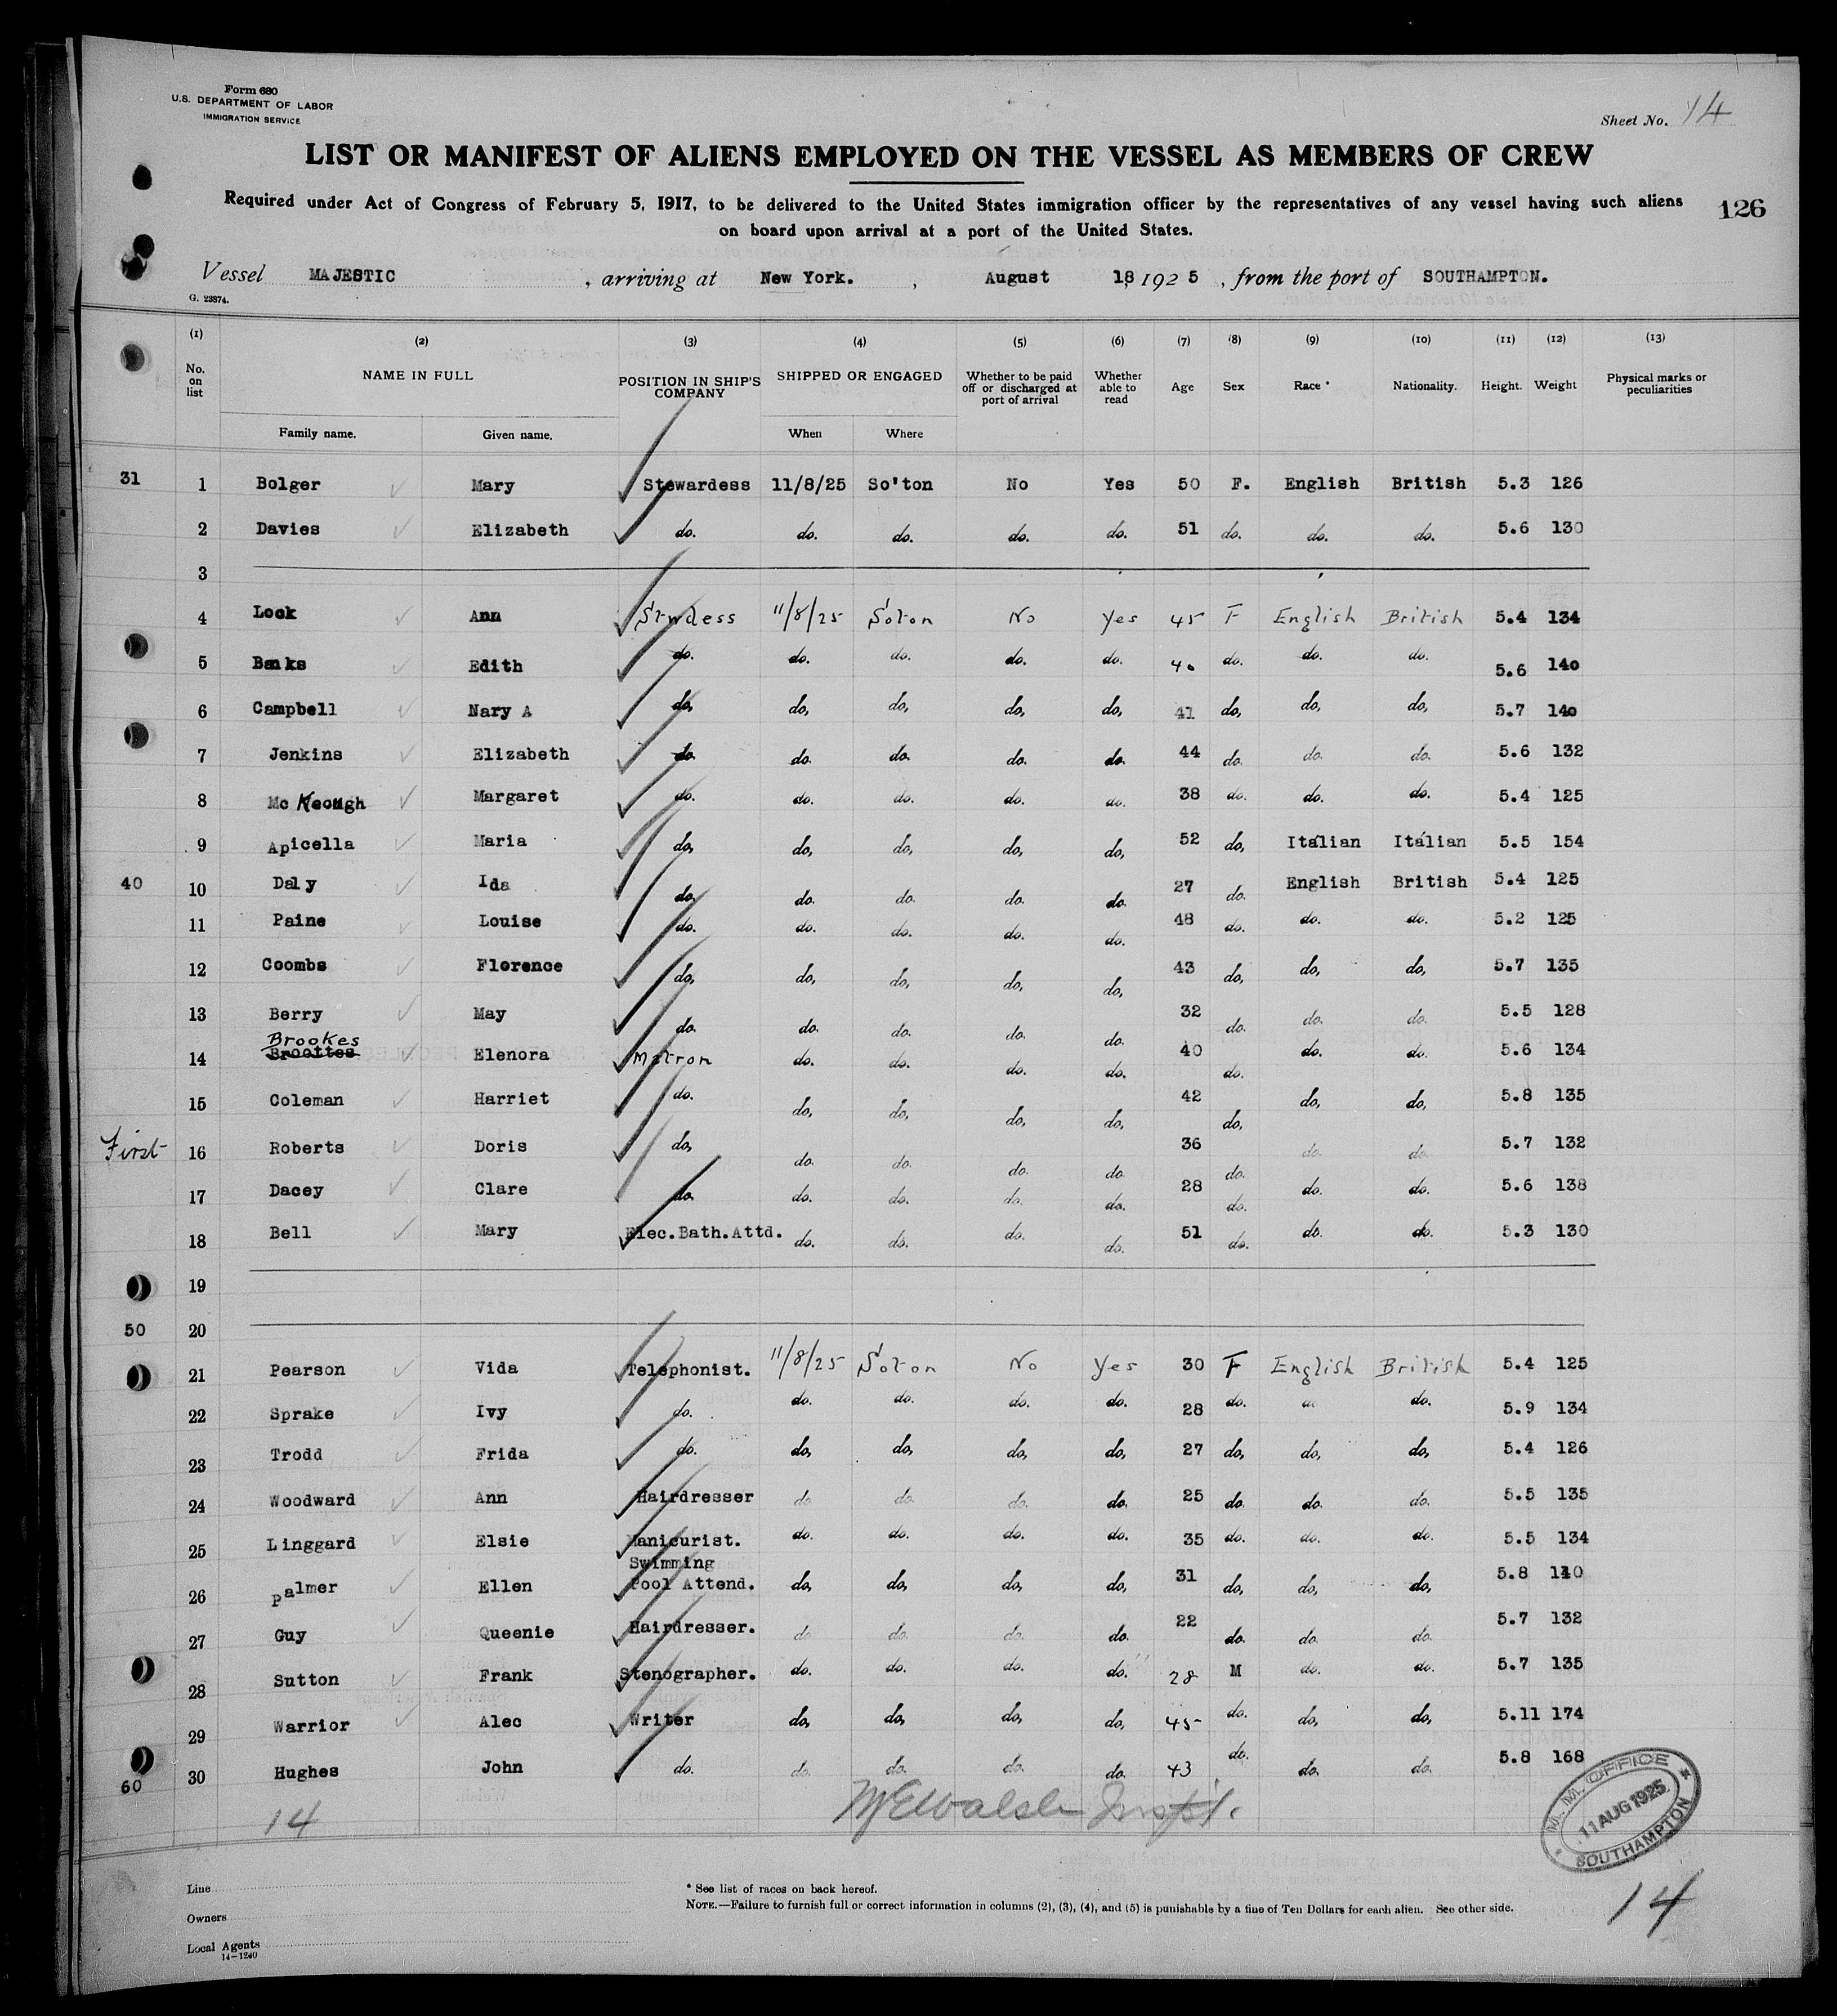 Form 680
U.S. DEPARTMENT OF LABOR
IMMIGRATION SERVICE
Sheet No. 14
LIST OR MANIFEST OF ALIENS EMPLOYED ON THE VESSEL AS MEMBERS OF CREW
Required under Act of Congress of February 5, 1917, to be delivered to the United States immigration officer by the representatives of any vessel having such aliens
on board upon arrival at a port of the United States.
126
Vessel MAJESTIC , arriving at New York. , August 18, 1925 , from the port of SOUTHAMPTON.
G. 23874.
(1) (2) (3) (4) (5) (6) (7) (8) (9) (10) (11) (12) (13)
No. on list NAME IN FULL POSITION IN SHIP'S COMPANY SHIPPED OR ENGAGED Whether to be paid off or discharged at port of arrival Whether able to read Age Sex Race * Nationality. Height. Weight Physical marks or peculiarities
Family name. Given name. When Where
31 1 Bolger Mary Stewardess 11/8/25 So'ton No Yes 50 F. English British 5.3 126
2 Davies Elizabeth do. do. do. do. do. 51 do. do. do. 5.6 130
3
4 Lock Ann Stwdess 11/8/25 Soton No Yes 45 F English British 5.4 134
5 Banks Edith do. do. do. do. do. 40 do. do. do. 5.6 140
6 Campbell Nary A do, do, do, do, do, 41 do, do, do, 5.7 140
7 Jenkins Elizabeth do. do. do. do. do. 44 do. do. do. 5.6 132
8 Mc Keough Margaret do. do. do. do. do. 38 do. do. do. 5.4 125
9 Apicella Maria do, do, do, do, do, 52 do, Italian Italian 5.5 154
40 10 Daly Ida do. do. do. do. do. 27 do. English British 5.4 125
11 Paine Louise do. do. do. do. do. 48 do. do. do. 5.2 125
12 Coombs Florence do, do, do, do, do, 43 do, do, do, 5.7 135
13 Berry May do. do. do. do. do. 32 do. do. do. 5.5 128
Brookes
14 Broottes Elenora Matron do. do. do. do. 40 do. do. do. 5.6 134
15 Coleman Harriet do. do, do, do, do, 42 do, do, do, 5.8 135
First 16 Roberts Doris do, do. do. do. do. 36 do. do. do. 5.7 132
17 Dacey Clare do. do. do. do. do. 28 do. do. do. 5.6 138
18 Bell Mary Elec.Bath.Attd. do. do. do. do. 51 do. do. do. 5.3 130
19
50 20
21 Pearson Vida Telephonist. 11/8/25 Soton No Yes 30 F English British 5.4 125
22 Sprake Ivy do. do. do. do. do. 28 do. do. 5.9 134
23 Trodd Frida do. do, do, do, do, 27 do, do, do, 5.4 126
24 Woodward Ann Hairdresser do do. do. do. 25 do. do. do. 5.5 135
25 Linggard Elsie Manicurist. do. do. do. do. 35 do. do. do. 5.5 134
Swimming
26 Palmer Ellen Pool Attend. do, do, do, do, 31 do, do, do, 5.8 140
27 Guy Queenie Hairdresser. do do. do. do. 22 do. do. do. 5.7 132
28 Sutton Frank Stenographer. do. do. do. do. 28 M do. do. 5.7 135
29 Warrior Alec Writer do, do, do, do, 45 do. do, do, 5.11 174
60 30 Hughes John do. do. do. do. do. 43 do. do. do. 5.8 168
14
WE Walsh Inspt.
M. M. OFFICE
11 AUG 1925
SOUTHAMPTON
14
Line
Owners
Local Agents
14-1240
* See list of races on back hereof.
NOTE.—Failure to furnish full or correct information in columns (2), (3), (4), and (5) is punishable by a fine of Ten Dollars for each alien. See other side.